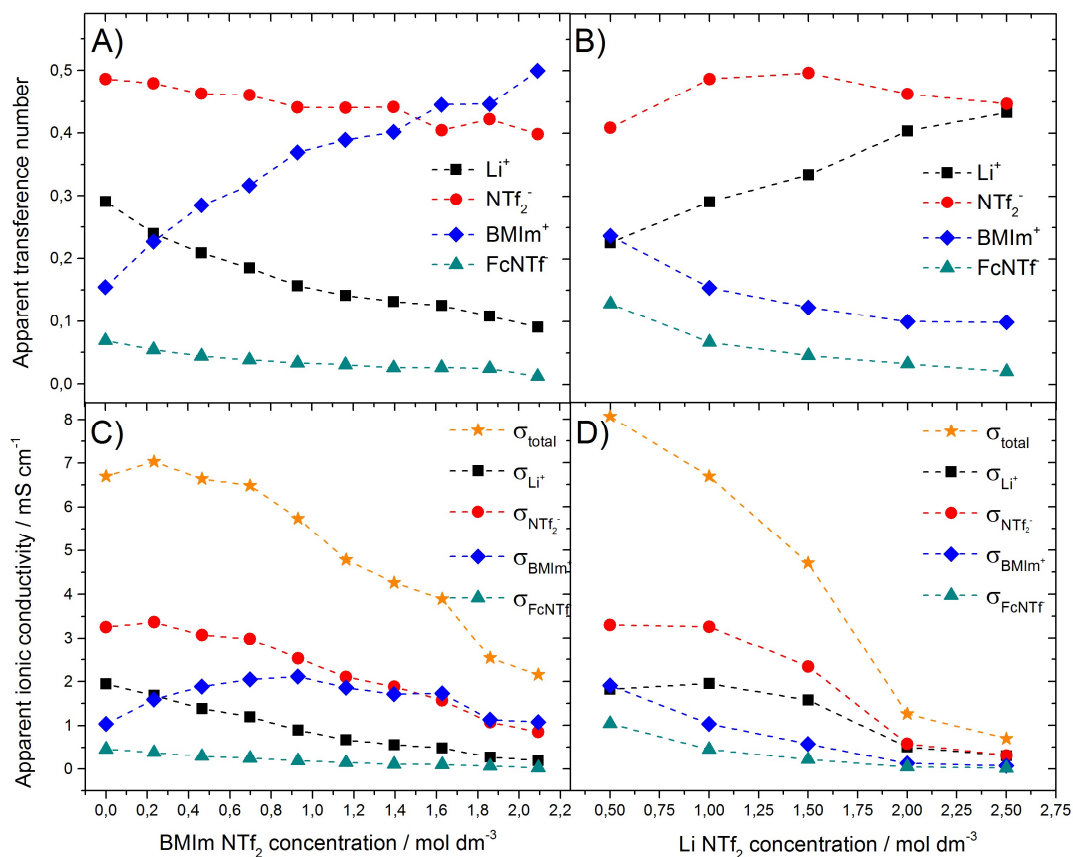 A)
Apparent transference number
0,5
0,4
0,3
0,2
0,1
0,0
Li⁺
NTf₂⁻
BMIm⁺
FcNTf⁻
B)
Li⁺
NTf₂⁻
BMIm⁺
FcNTf⁻
C)
Apparent ionic conductivity / mS cm⁻¹
8
7
6
5
4
3
2
1
0
σtotal
σLi⁺
σNTf₂⁻
σBMIm⁺
σFcNTf⁻
0,0 0,2 0,4 0,6 0,8 1,0 1,2 1,4 1,6 1,8 2,0 2,2
BMIm NTf₂ concentration / mol dm⁻³
D)
σtotal
σLi⁺
σNTf₂⁻
σBMIm⁺
σFcNTf⁻
0,50 0,75 1,00 1,25 1,50 1,75 2,00 2,25 2,50 2,75
Li NTf₂ concentration / mol dm⁻³